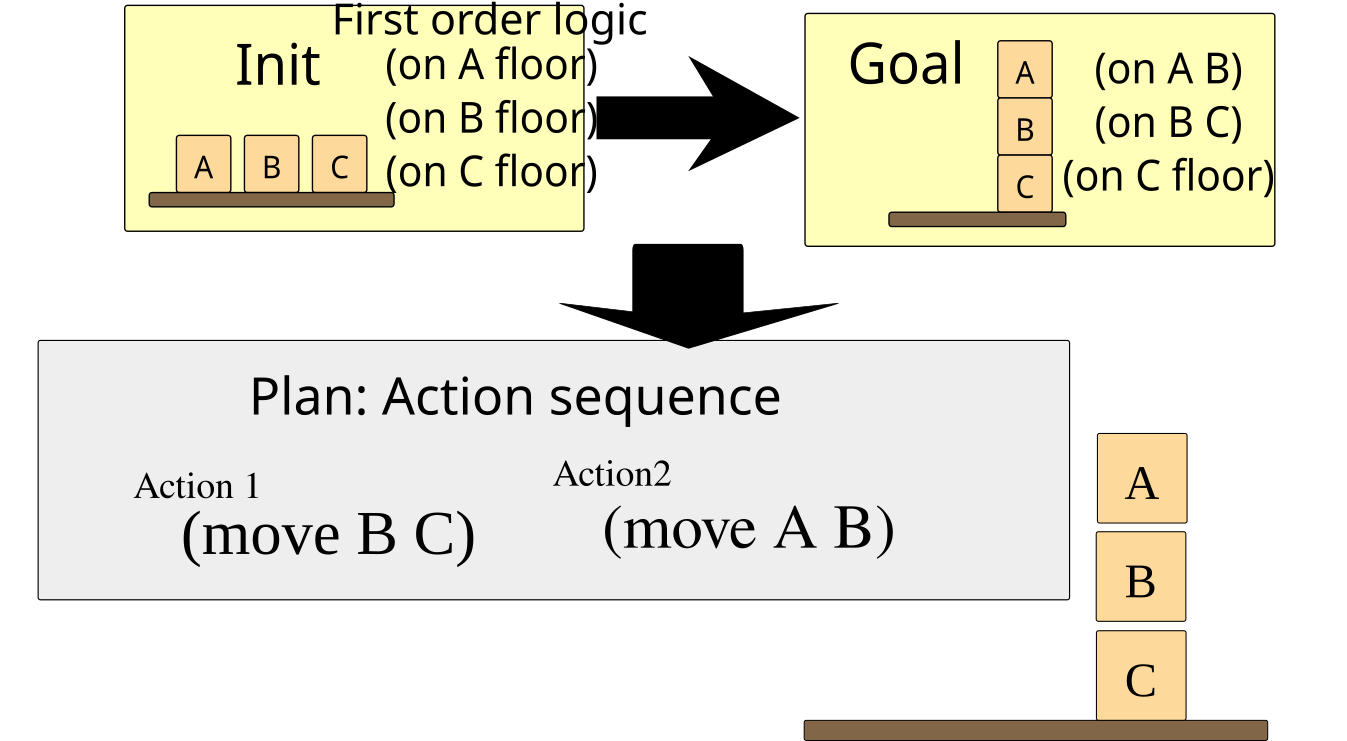 First order logic
Init
(on A floor)
(on B floor)
(on C floor)
A B C
Goal
A
B
C
(on A B)
(on B C)
(on C floor)
Plan: Action sequence
Action 1
(move B C)
Action2
(move A B)
A
B
C